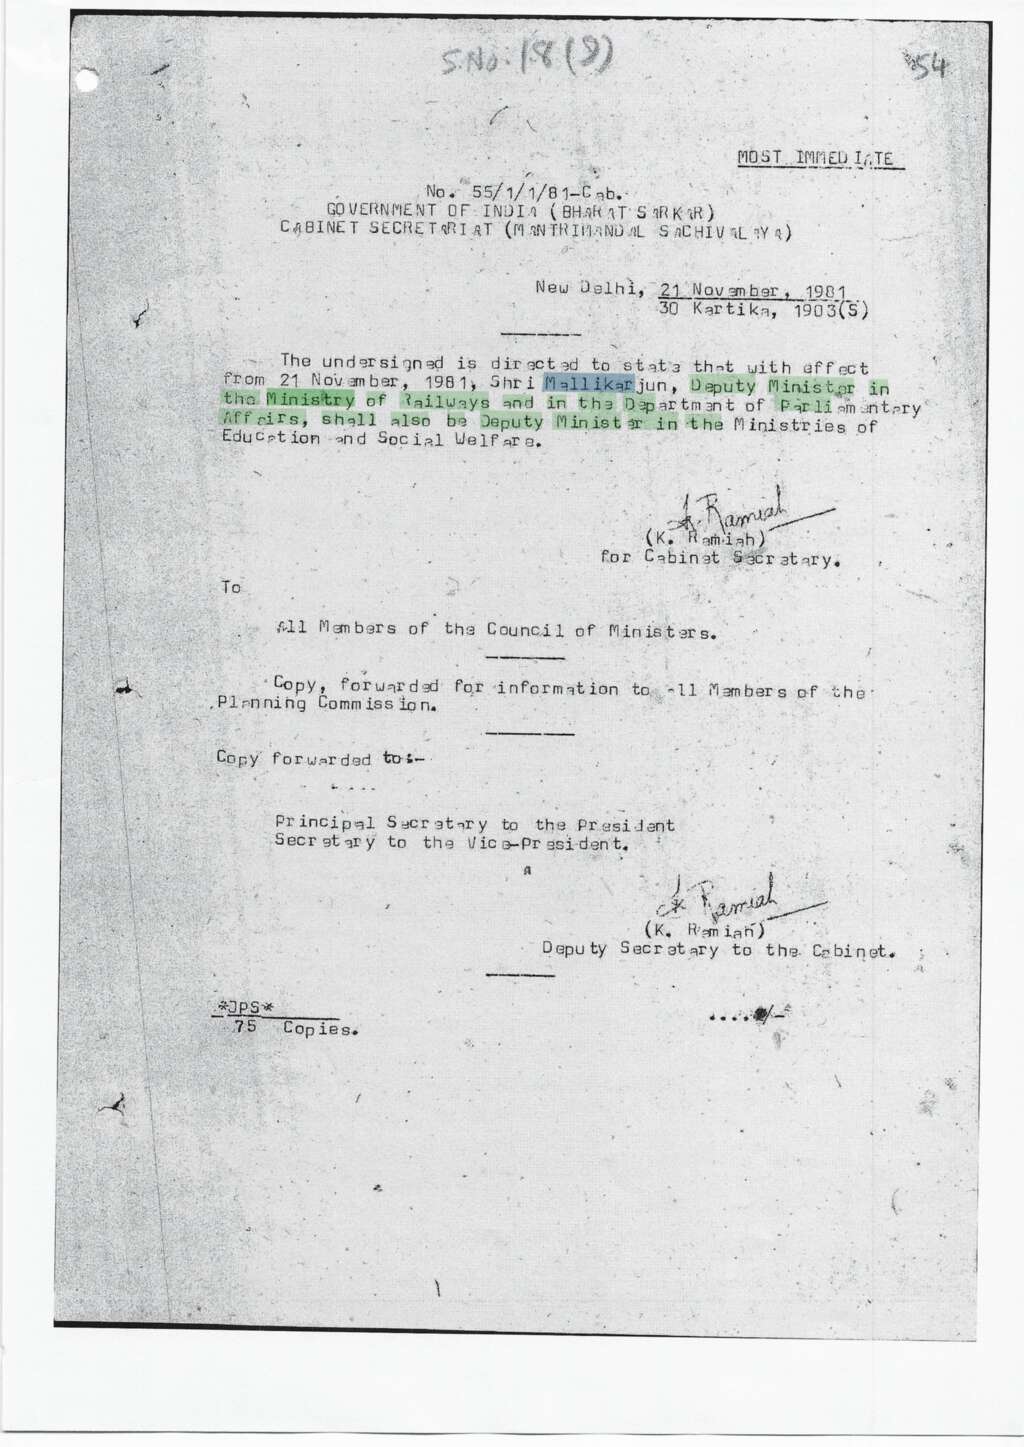 S.No. 18(8)
54
MOST IMMEDIATE
No. 55/1/1/81-Cab.
GOVERNMENT OF INDIA (BHARAT SARKAR)
CABINET SECRETARIAT (MANTRIMANDAL SACHIVALAYA)
New Delhi, 21 November, 1981
30 Kartika, 1903(S)
The undersigned is directed to state that with effect
from 21 November, 1981, Shri Mallikarjun, Deputy Minister in
the Ministry of Railways and in the Department of Parliamentary
Affairs, shall also be Deputy Minister in the Ministries of
Education and Social Welfare.
K. Ramiah
(K. Ramiah)
for Cabinet Secretary.
To
All Members of the Council of Ministers.
Copy, forwarded for information to all Members of the
Planning Commission.
Copy forwarded to:-
Principal Secretary to the President
Secretary to the Vice-President.
K. Ramiah
(K. Ramiah)
Deputy Secretary to the Cabinet.
*JPS*
75 Copies.